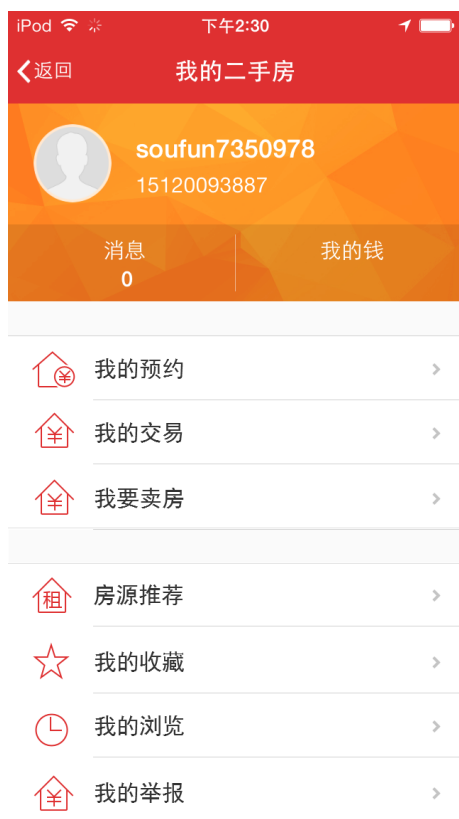 iPod 下午2:30
返回 我的二手房
soufun7350978
15120093887
消息 我的钱
0
我的预约
我的交易
我要卖房
租 房源推荐
我的收藏
我的浏览
我的举报